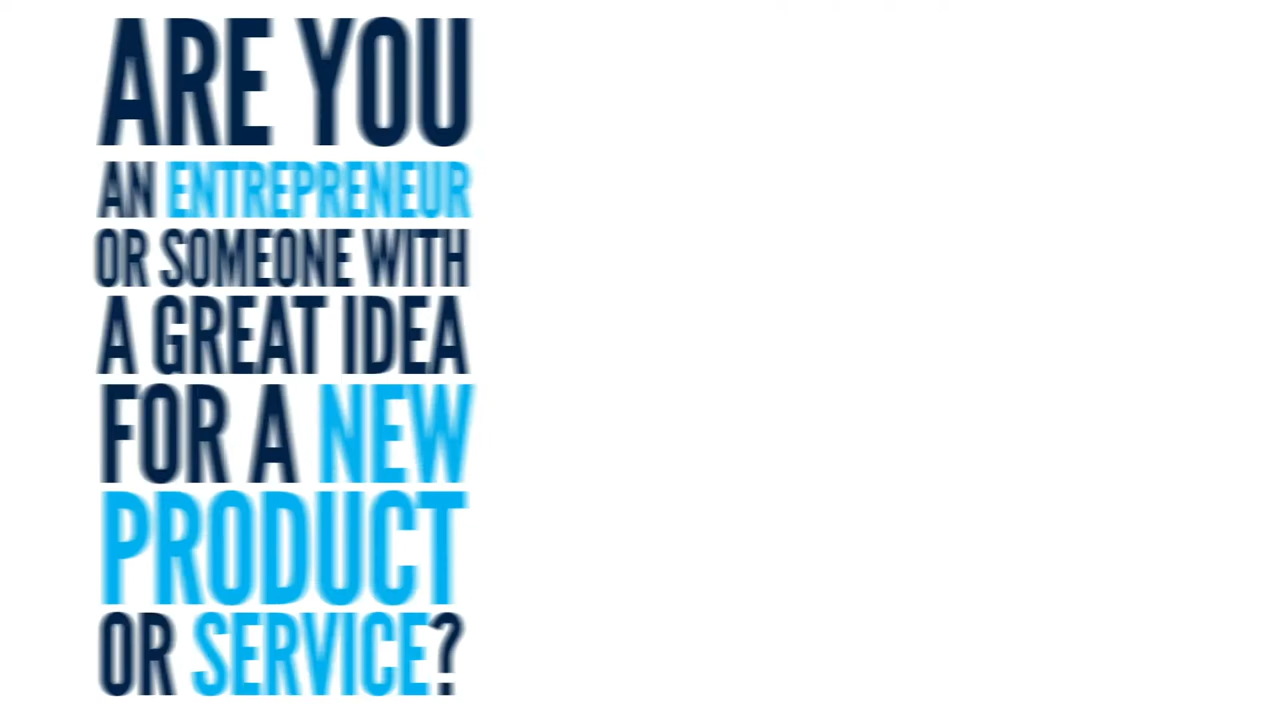 ARE YOU
AN ENTREPRENEUR
OR SOMEONE WITH
A GREAT IDEA
FOR A NEW
PRODUCT
OR SERVICE?